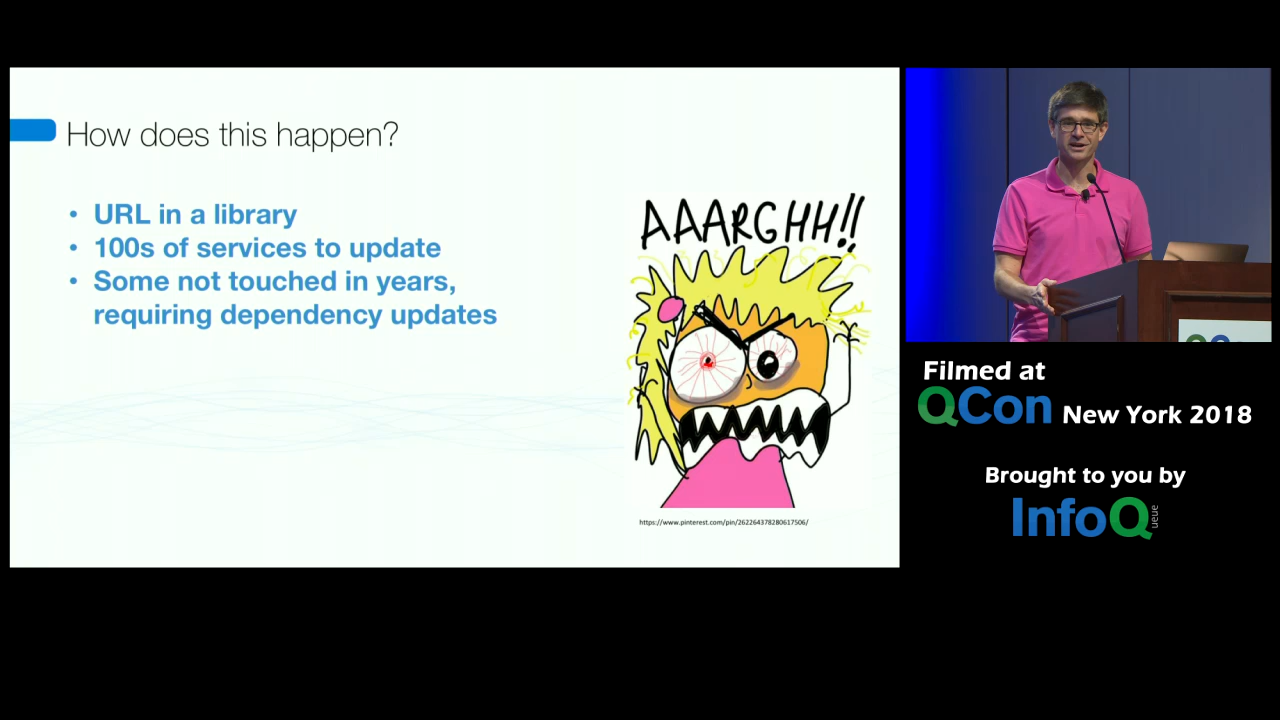 How does this happen?
• URL in a library
• 100s of services to update
• Some not touched in years,
requiring dependency updates
AAARGHH!!
https://www.pinterest.com/pin/262264378280617506/
Filmed at
QCon New York 2018
Brought to you by
InfoQ
ueue